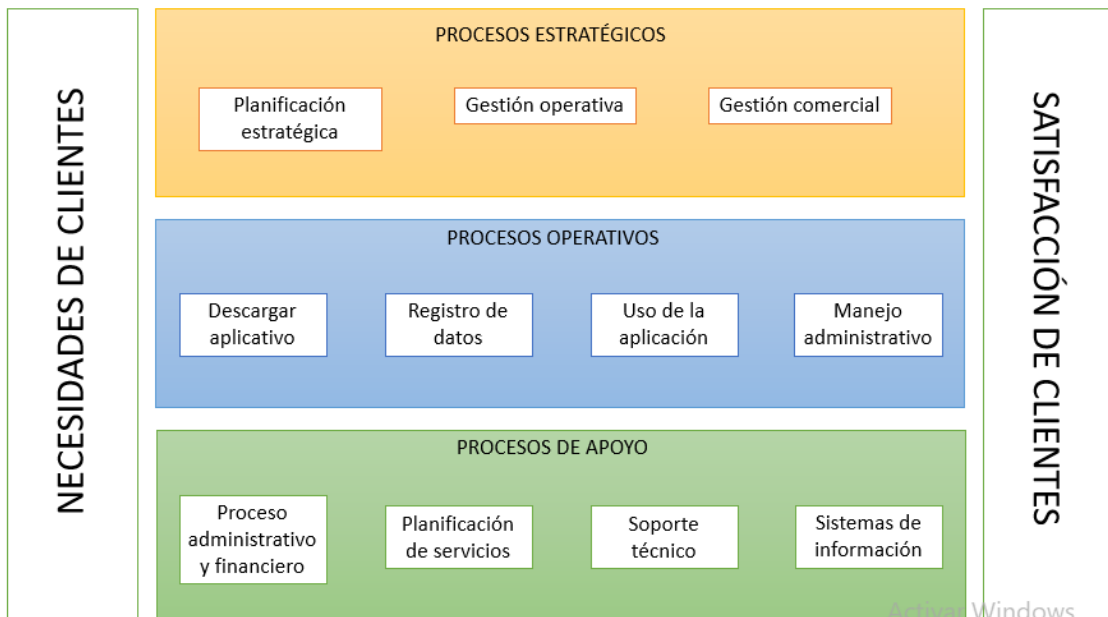 NECESIDADES DE CLIENTES
PROCESOS ESTRATÉGICOS
Planificación
estratégica
Gestión operativa
Gestión comercial
PROCESOS OPERATIVOS
Descargar
aplicativo
Registro de
datos
Uso de la
aplicación
Manejo
administrativo
PROCESOS DE APOYO
Proceso
administrativo
y financiero
Planificación
de servicios
Soporte
técnico
Sistemas de
información
SATISFACCIÓN DE CLIENTES
Activar Windows